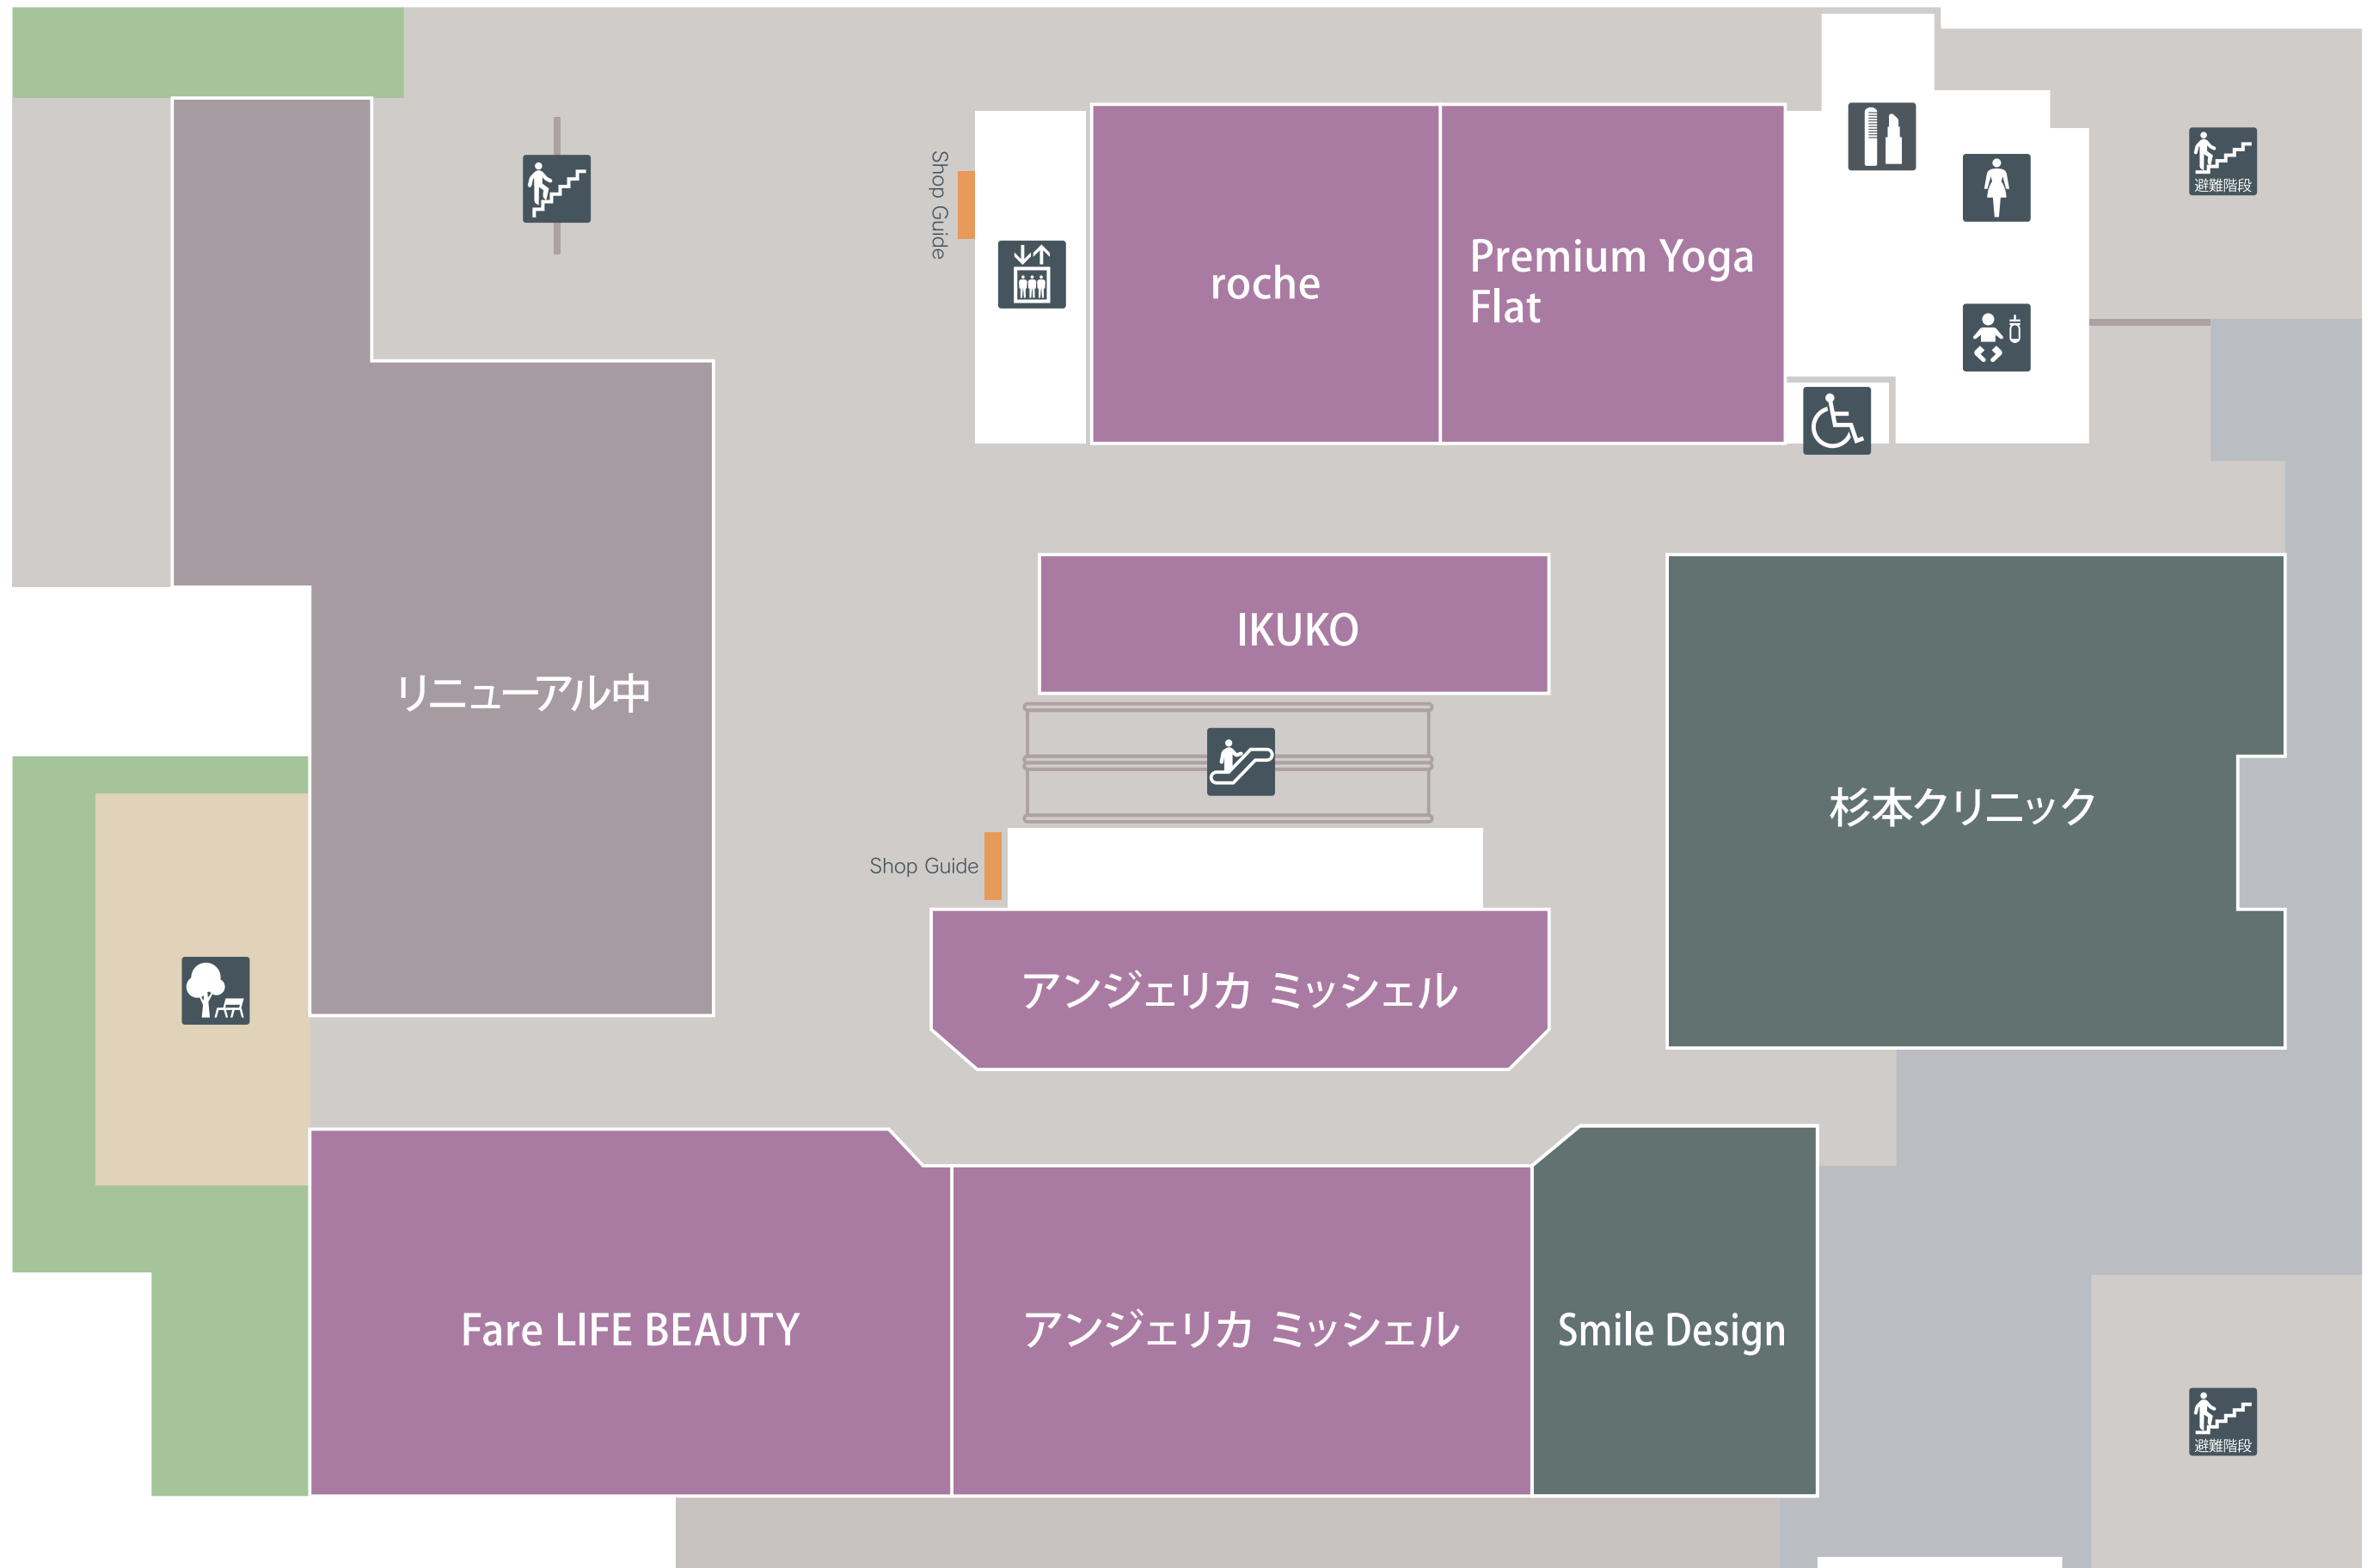 避難階段
Shop Guide
roche
Premium Yoga
Flat
IKUKO
リニューアル中
杉本クリニック
Shop Guide
アンジェリカ ミッシェル
Fare LIFE BEAUTY
アンジェリカ ミッシェル
Smile Design
避難階段